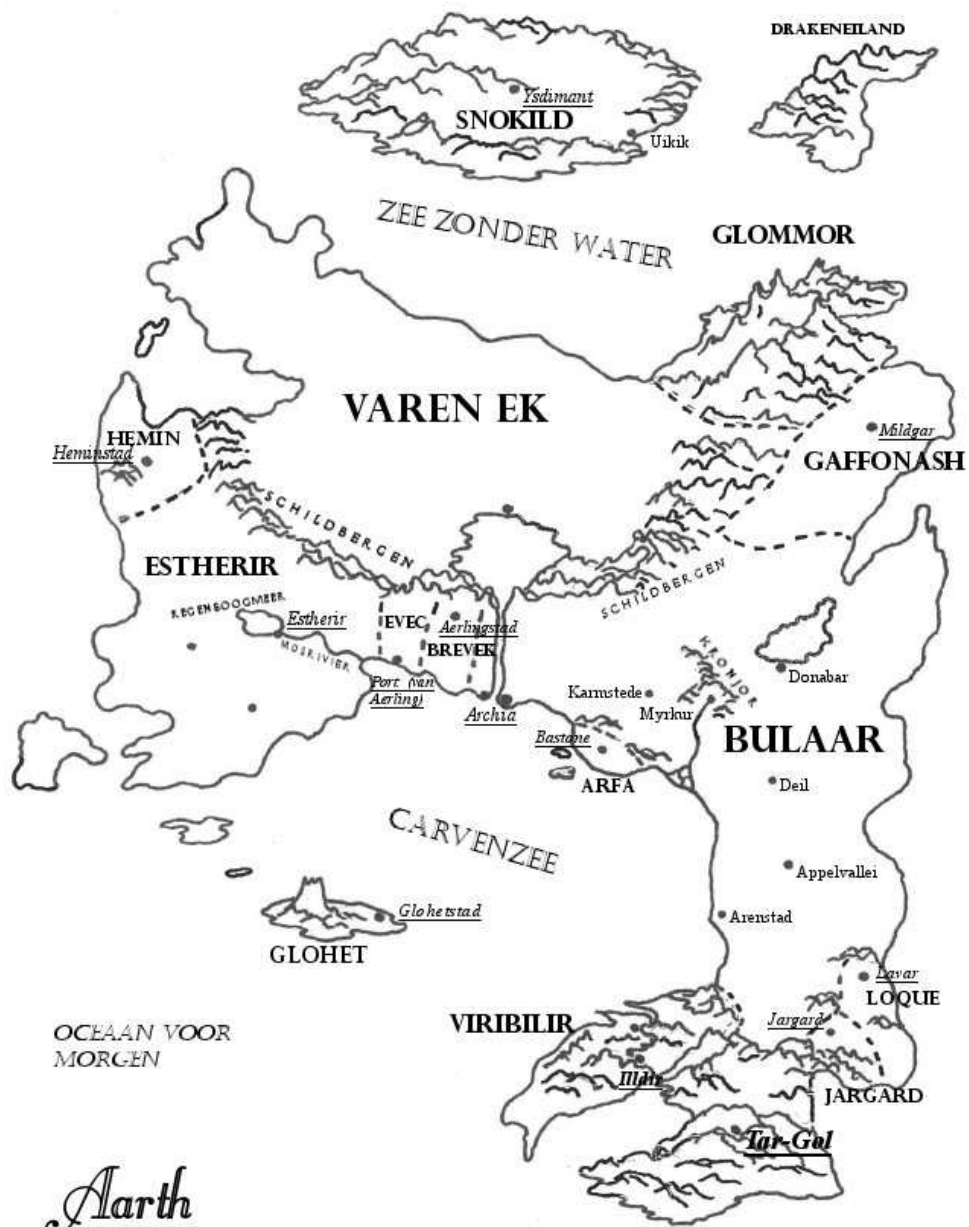 DRAKENEILAND
Ysdimant
SNOKILD
Uikik
ZEE ZONDER WATER
GLOMMOR
VAREN EK
HEMIN
Heminstad
Mildgar
GAFFONASH
SCHILDBERGEN
SCHILDBERGEN
ESTHERIR
REGENBOOGMEER
Estherir
MOSRIVIER
EVEC
Aerlingstad
BREVEK
Port (van
Aerling)
Archia
KRONJOR
Donabar
Karmstede
Myrkur
BULAAR
Bastone
ARFA
Deil
CARVENZEE
Appelvallei
Arenstad
Glohetstad
GLOHET
Lavar
LOQUE
VIRIBILIR
Jargard
OCEAAN VOOR
MORGEN
Illdir
JARGARD
Tar-Gol
Aarth